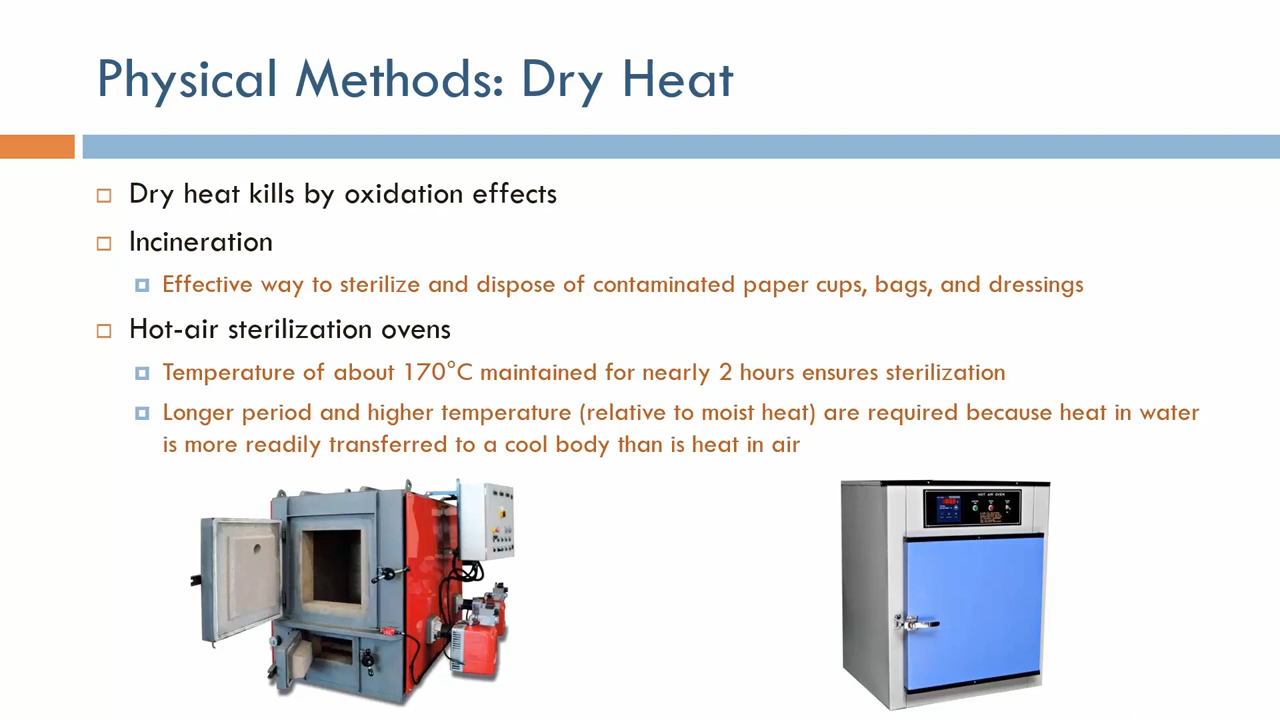 Physical Methods: Dry Heat
Dry heat kills by oxidation effects
Incineration
Effective way to sterilize and dispose of contaminated paper cups, bags, and dressings
Hot-air sterilization ovens
Temperature of about 170°C maintained for nearly 2 hours ensures sterilization
Longer period and higher temperature (relative to moist heat) are required because heat in water
is more readily transferred to a cool body than is heat in air
HOT AIR OVEN